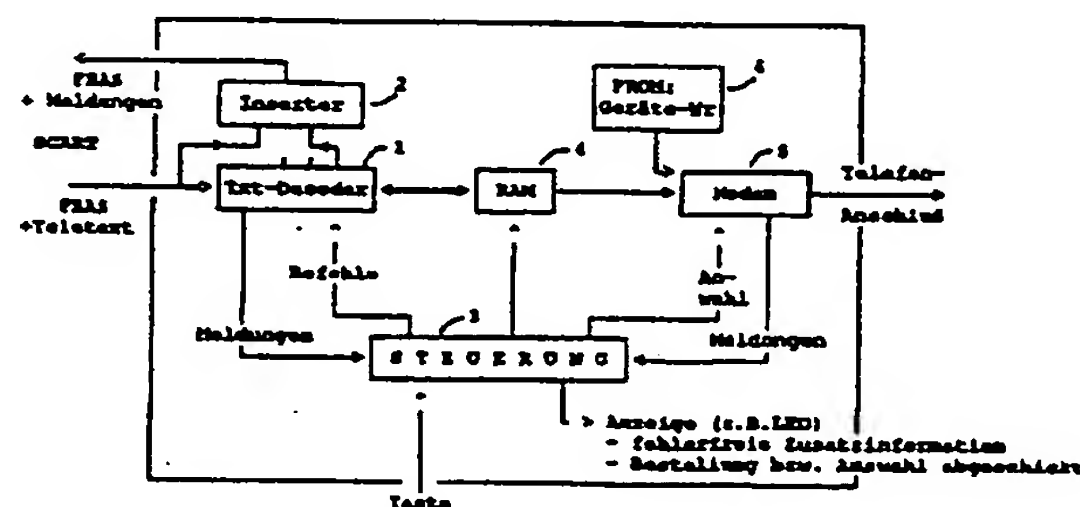 FBAS
+ Meldungen
SCART
FBAS
+Teletext
Inserter
2
Txt-Decoder
1
RAM
4
PROM:
Geräte-Nr
6
Modem
5
Telefon-
Anschluß
Befehle
Meldungen
An-
wahl
Meldungen
3
S T E U E R U N G
> Anzeige (z.B.LED)
- fehlerfreie Zusatzinformation
- Bestellung bzw. Auswahl abgeschickt
Taste